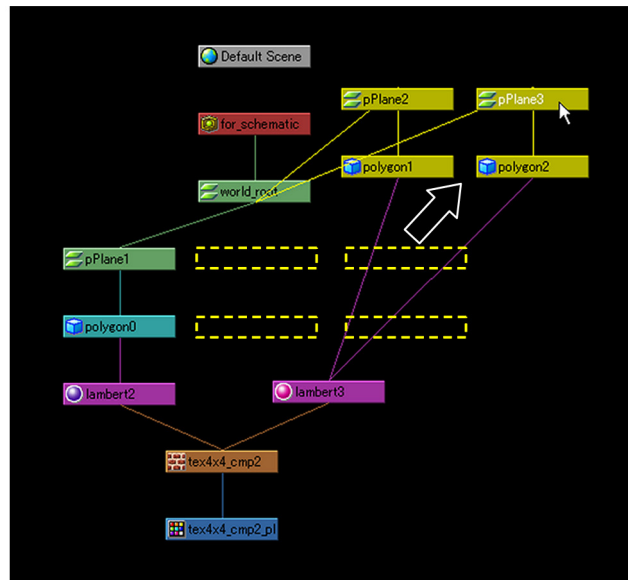 Default Scene
pPlane2
pPlane3
for_schematic
polygon1
polygon2
world_root
pPlane1
polygon0
lambert2
lambert3
tex4x4_cmp2
tex4x4_cmp2_pl